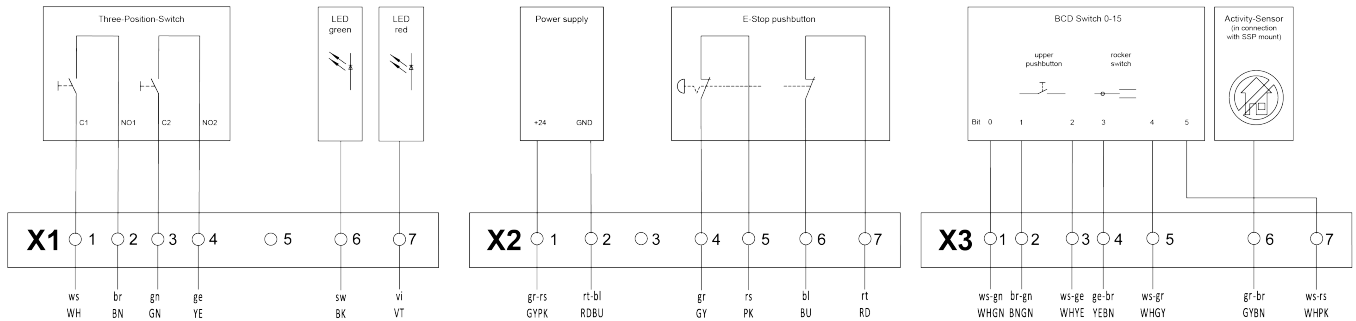 Three-Position-Switch
C1 NO1 C2 NO2
LED
green
LED
red
X1 1 2 3 4 5 6 7
ws br gn ge sw vi
WH BN GN YE BK VT
Power supply
+24 GND
E-Stop pushbutton
X2 1 2 3 4 5 6 7
gr-rs rt-bl gr rs bl rt
GYPK RDBU GY PK BU RD
BCD Switch 0-15
upper
pushbutton
rocker
switch
Bit 0 1 2 3 4 5
Activity-Sensor
(in connection
with SSP mount)
X3 1 2 3 4 5 6 7
ws-gn br-gn ws-ge ge-br ws-gr gr-br ws-rs
WHGN BNGN WHYE YEBN WHGY GYBN WHPK